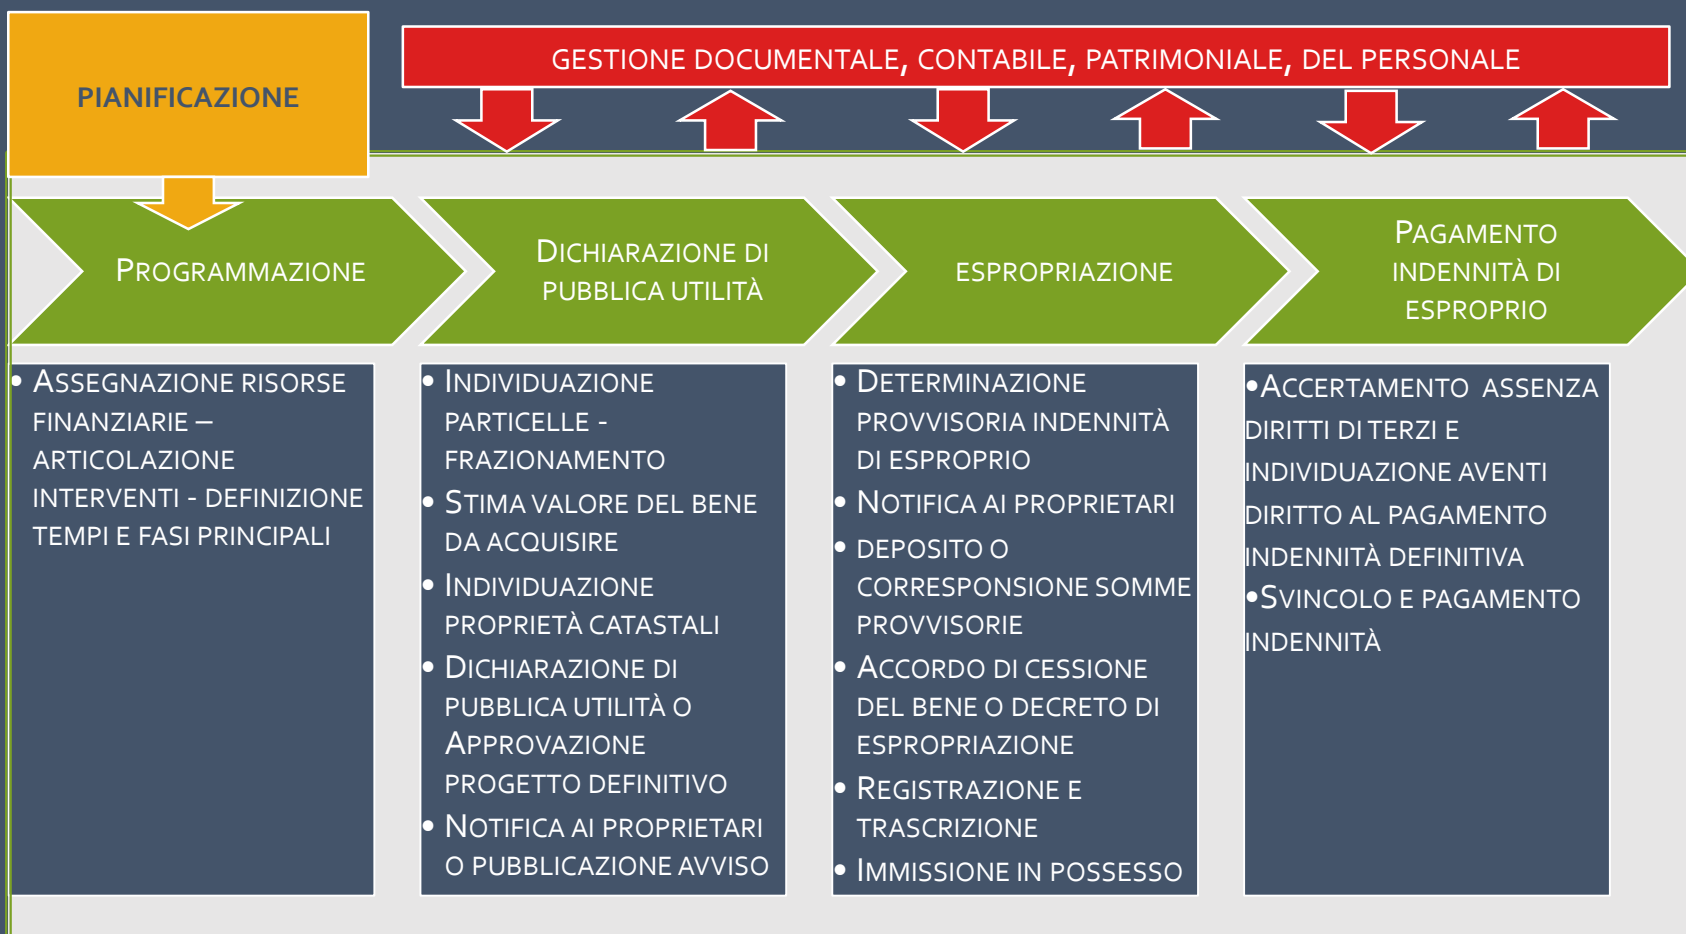 PIANIFICAZIONE
GESTIONE DOCUMENTALE, CONTABILE, PATRIMONIALE, DEL PERSONALE
PROGRAMMAZIONE
DICHIARAZIONE DI
PUBBLICA UTILITÀ
ESPROPRIAZIONE
PAGAMENTO
INDENNITÀ DI
ESPROPRIO
• ASSEGNAZIONE RISORSE
FINANZIARIE –
ARTICOLAZIONE
INTERVENTI - DEFINIZIONE
TEMPI E FASI PRINCIPALI
• INDIVIDUAZIONE
PARTICELLE -
FRAZIONAMENTO
• STIMA VALORE DEL BENE
DA ACQUISIRE
• INDIVIDUAZIONE
PROPRIETÀ CATASTALI
• DICHIARAZIONE DI
PUBBLICA UTILITÀ O
APPROVAZIONE
PROGETTO DEFINITIVO
• NOTIFICA AI PROPRIETARI
O PUBBLICAZIONE AVVISO
• DETERMINAZIONE
PROVVISORIA INDENNITÀ
DI ESPROPRIO
• NOTIFICA AI PROPRIETARI
• DEPOSITO O
CORRESPONSIONE SOMME
PROVVISORIE
• ACCORDO DI CESSIONE
DEL BENE O DECRETO DI
ESPROPRIAZIONE
• REGISTRAZIONE E
TRASCRIZIONE
• IMMISSIONE IN POSSESSO
•ACCERTAMENTO ASSENZA
DIRITTI DI TERZI E
INDIVIDUAZIONE AVENTI
DIRITTO AL PAGAMENTO
INDENNITÀ DEFINITIVA
•SVINCOLO E PAGAMENTO
INDENNITÀ